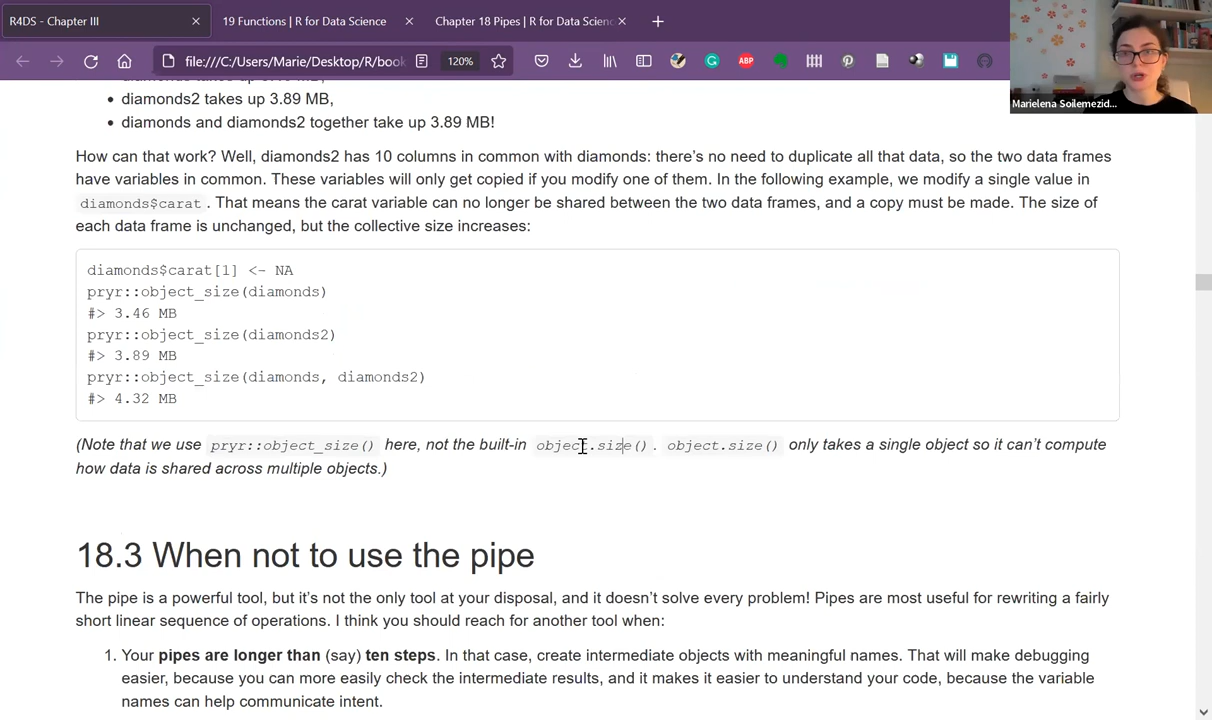 R4DS - Chapter III
19 Functions | R for Data Science
Chapter 18 Pipes | R for Data Scienc
file:///C:/Users/Marie/Desktop/R/book
120%
ABP
Marielena Soilemezid...
diamonds2 takes up 3.89 MB,
diamonds and diamonds2 together take up 3.89 MB!
How can that work? Well, diamonds2 has 10 columns in common with diamonds: there's no need to duplicate all that data, so the two data frames
have variables in common. These variables will only get copied if you modify one of them. In the following example, we modify a single value in
diamonds$carat. That means the carat variable can no longer be shared between the two data frames, and a copy must be made. The size of
each data frame is unchanged, but the collective size increases:
diamonds$carat[1] <- NA
pryr::object_size(diamonds)
#> 3.46 MB
pryr::object_size(diamonds2)
#> 3.89 MB
pryr::object_size(diamonds, diamonds2)
#> 4.32 MB
(Note that we use pryr::object_size() here, not the built-in object.size(). object.size() only takes a single object so it can't compute
how data is shared across multiple objects.)
18.3 When not to use the pipe
The pipe is a powerful tool, but it's not the only tool at your disposal, and it doesn't solve every problem! Pipes are most useful for rewriting a fairly
short linear sequence of operations. I think you should reach for another tool when:
1. Your pipes are longer than (say) ten steps. In that case, create intermediate objects with meaningful names. That will make debugging
easier, because you can more easily check the intermediate results, and it makes it easier to understand your code, because the variable
names can help communicate intent.